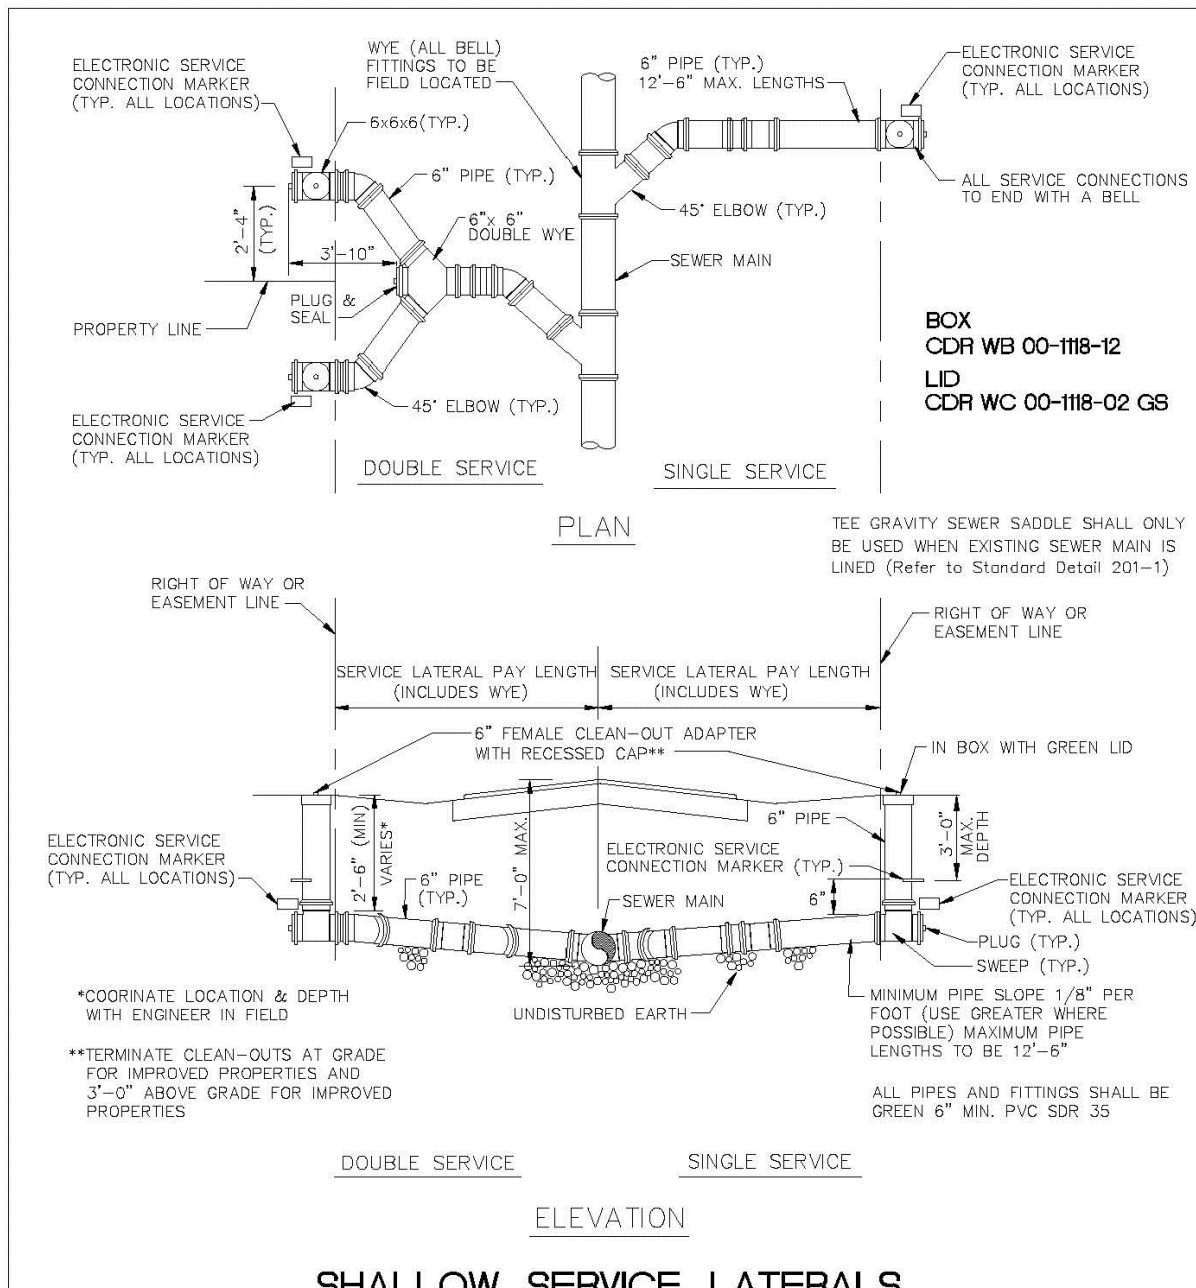 ELECTRONIC SERVICE
CONNECTION MARKER
(TYP. ALL LOCATIONS)
WYE (ALL BELL)
FITTINGS TO BE
FIELD LOCATED
6" PIPE (TYP.)
12'-6" MAX. LENGTHS
ELECTRONIC SERVICE
CONNECTION MARKER
(TYP. ALL LOCATIONS)
6x6x6(TYP.)
6" PIPE (TYP.)
ALL SERVICE CONNECTIONS
TO END WITH A BELL
45° ELBOW (TYP.)
6"x 6"
DOUBLE WYE
2'-4"
(TYP.)
3'-10"
SEWER MAIN
PLUG &
SEAL
PROPERTY LINE
BOX
CDR WB 00-1118-12
LID
CDR WC 00-1118-02 GS
45° ELBOW (TYP.)
ELECTRONIC SERVICE
CONNECTION MARKER
(TYP. ALL LOCATIONS)
DOUBLE SERVICE
SINGLE SERVICE
PLAN
TEE GRAVITY SEWER SADDLE SHALL ONLY
BE USED WHEN EXISTING SEWER MAIN IS
LINED (Refer to Standard Detail 201-1)
RIGHT OF WAY OR
EASEMENT LINE
RIGHT OF WAY OR
EASEMENT LINE
SERVICE LATERAL PAY LENGTH
(INCLUDES WYE)
SERVICE LATERAL PAY LENGTH
(INCLUDES WYE)
6" FEMALE CLEAN-OUT ADAPTER
WITH RECESSED CAP**
IN BOX WITH GREEN LID
2'-6" (MIN)
VARIES*
7'-0" MAX.
6" PIPE
3'-0"
MAX.
DEPTH
ELECTRONIC SERVICE
CONNECTION MARKER
(TYP. ALL LOCATIONS)
ELECTRONIC SERVICE
CONNECTION MARKER (TYP.)
6" PIPE
(TYP.)
6"
SEWER MAIN
ELECTRONIC SERVICE
CONNECTION MARKER
(TYP. ALL LOCATIONS)
PLUG (TYP.)
SWEEP (TYP.)
*COORINATE LOCATION & DEPTH
WITH ENGINEER IN FIELD
UNDISTURBED EARTH
MINIMUM PIPE SLOPE 1/8" PER
FOOT (USE GREATER WHERE
POSSIBLE) MAXIMUM PIPE
LENGTHS TO BE 12'-6"
**TERMINATE CLEAN-OUTS AT GRADE
FOR IMPROVED PROPERTIES AND
3'-0" ABOVE GRADE FOR IMPROVED
PROPERTIES
ALL PIPES AND FITTINGS SHALL BE
GREEN 6" MIN. PVC SDR 35
DOUBLE SERVICE
SINGLE SERVICE
ELEVATION
SHALLOW SERVICE LATERALS